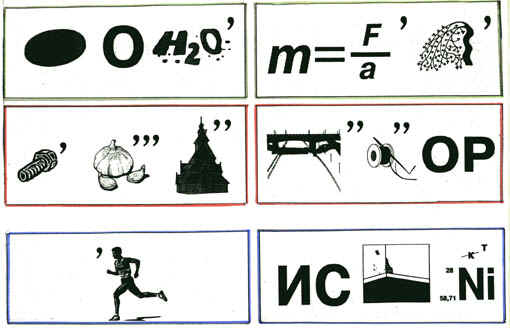 О H₂O’
m = F/a ’
’ ’’’ ’’
’’ ’’ ОР
’
ИС 28 58,71 Ni К Т